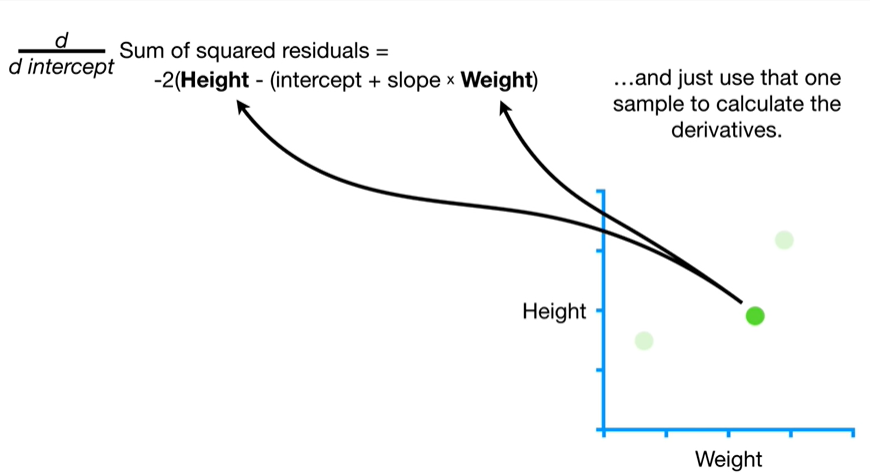 d
d intercept
Sum of squared residuals =
-2(Height - (intercept + slope × Weight)
…and just use that one
sample to calculate the
derivatives.
Height
Weight